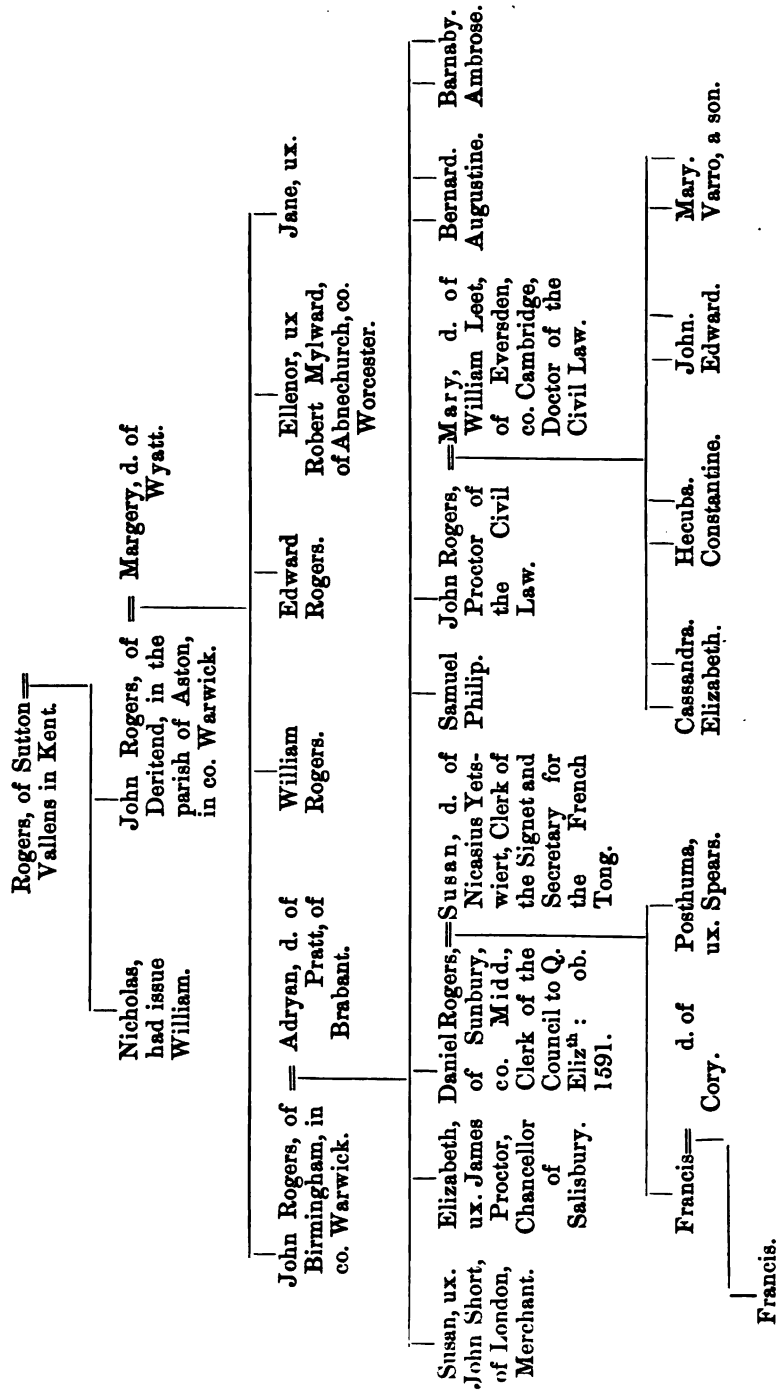 Rogers, of Sutton=
Vallens in Kent.
Nicholas,
had issue
William.
John Rogers, of
Deritend, in the
parish of Aston,
in co. Warwick.
= Margery, d. of
Wyatt.
John Rogers, of
Birmingham, in
co. Warwick.
= Adryan, d. of
Pratt, of
Brabant.
William
Rogers.
Edward
Rogers.
Ellenor, ux
Robert Mylward,
of Abnechurch, co.
Worcester.
Jane, ux.
Susan, ux.
John Short,
of London,
Merchant.
Elizabeth,
ux. James
Proctor,
Chancellor
of
Salisbury.
Daniel Rogers,
of Sunbury,
co. Midd.,
Clerk of the
Council to Q.
Elizth: ob.
1591.
=Susan, d. of
Nicasius Yets-
wiert, Clerk of
the Signet and
Secretary for
the French
Tong.
Samuel
Philip.
John Rogers,
Proctor of
the Civil
Law.
=Mary, d. of
William Leet,
of Eversden,
co. Cambridge,
Doctor of the
Civil Law.
Bernard.
Augustine.
Barnaby.
Ambrose.
Francis=
d. of
Cory.
Posthuma,
ux. Spears.
Cassandra.
Elizabeth.
Hecuba.
Constantine.
John.
Edward.
Mary.
Varro, a son.
Francis.